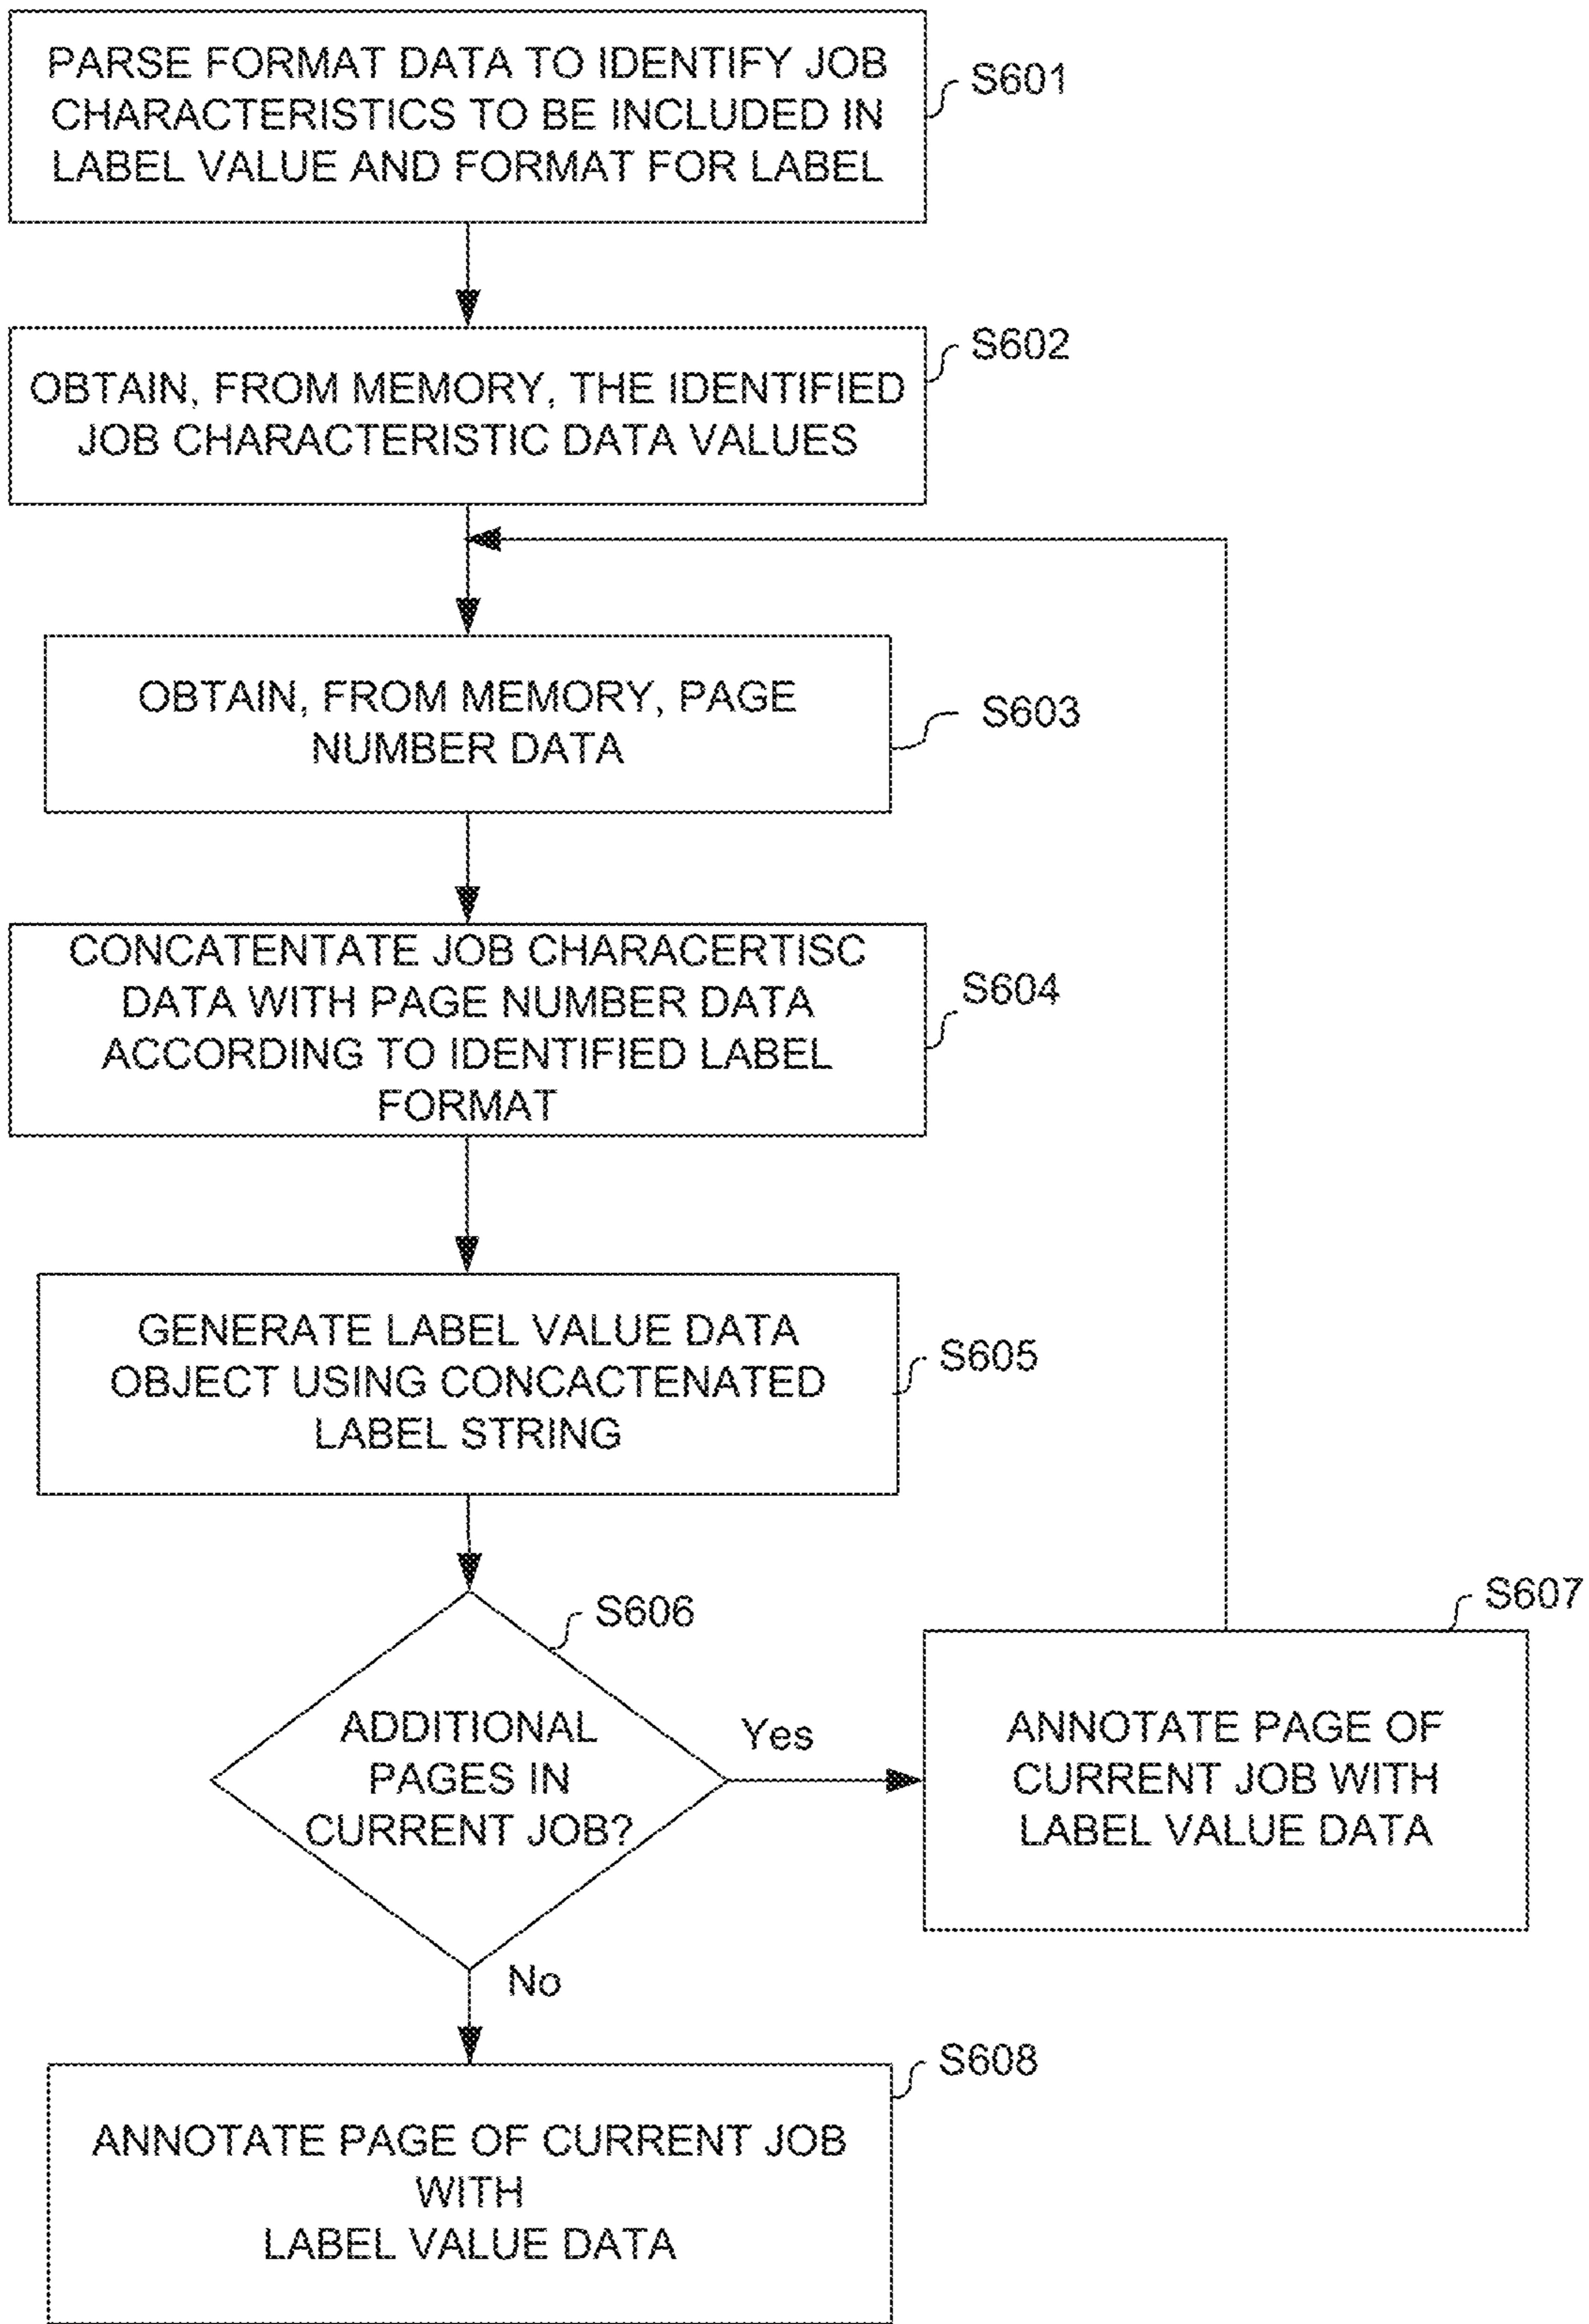 PARSE FORMAT DATA TO IDENTIFY JOB
CHARACTERISTICS TO BE INCLUDED IN
LABEL VALUE AND FORMAT FOR LABEL
S601
OBTAIN, FROM MEMORY, THE IDENTIFIED
JOB CHARACTERISTIC DATA VALUES
S602
OBTAIN, FROM MEMORY, PAGE
NUMBER DATA
S603
CONCATENTATE JOB CHARACERTISC
DATA WITH PAGE NUMBER DATA
ACCORDING TO IDENTIFIED LABEL
FORMAT
S604
GENERATE LABEL VALUE DATA
OBJECT USING CONCACTENATED
LABEL STRING
S605
S606
ADDITIONAL
PAGES IN
CURRENT JOB?
Yes
No
S607
ANNOTATE PAGE OF
CURRENT JOB WITH
LABEL VALUE DATA
S608
ANNOTATE PAGE OF CURRENT JOB
WITH
LABEL VALUE DATA